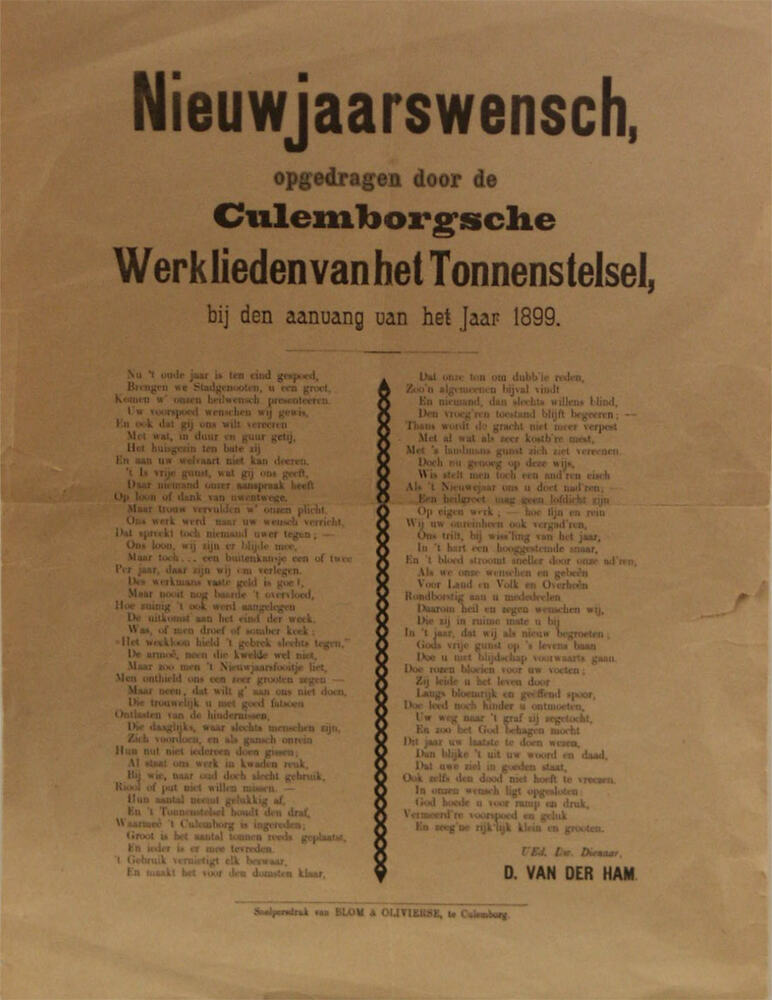 Nieuwjaarswensch,
opgedragen door de
Culemborgsche
Werklieden van het Tonnenstelsel,
bij den aanvang van het Jaar 1899.
Nu 't oude jaar is ten eind gespoed,
Brengen we Stadgenooten, u een groet,
Komen w' onzen heilwensch presenteeren.
Uw voorspoed wenschen wij gewis,
En ook dat gij ons wilt vereeren
Met wat, in duur en guur getij,
Het huisgezin ten bate zij
En aan uw welvaart niet kan deeren.
't Is vrije gunst, wat gij ons geeft,
Daar niemand onzer aanspraak heeft
Op loon of dank van uwentwege.
Maar trouw vervulden w' onzen plicht.
Ons werk werd naar uw wensch verricht,
Dat spreekt toch niemand uwer tegen; —
Ons loon, wij zijn er blijde mee,
Maar toch... een buitenkansje een of twee
Per jaar, daar zijn wij om verlegen.
Des werkmans vaste geld is goed,
Maar nooit nog baarde 't overvloed,
Hoe zuinig 't ook werd aangelegen
De uitkomst aan het eind der week.
Was, of men droef of somber keek;
»Het weekloon hield 't gebrek slechts tegen,"
De armoê, neen die kwelde wel niet,
Maar zoo men 't Nieuwjaarsfooitje liet,
Men onthield ons een zeer grooten zegen —
Maar neen, dat wilt g' aan ons niet doen,
Die trouwelijk u met goed fatsoen
Ontlasten van de hindernissen,
Die daaglijks, waar slechts menschen zijn,
Zich voordoen, en als gansch onrein
Hun nut niet iedereen doen gissen;
Al staat ons werk in kwaden reuk,
Bij wie, naar oud doch slecht gebruik,
Riool of put niet willen missen. —
Hun aantal neemt gelukkig af,
En 't Tonnenstelsel houdt den draf,
Waarmeê 't Culemborg is ingereden;
Groot is het aantal tonnen reeds geplaatst,
En ieder is er mee tevreden.
't Gebruik vernietigt elk bezwaar,
En maakt het voor den domsten klaar,
Dat onze ton om dubb'le reden,
Zoo'n algemeenen bijval vindt
En niemand, dan slechts willens blind,
Den vroeg'ren toestand blijft begeeren; —
Thans wordt de gracht niet meer verpest
Met al wat als zeer kostb're mest,
Met 's landmans gunst zich ziet vereenen.
Doch nu genoeg op deze wijs,
Wis stelt men toch een and'ren eisch
Als 't Nieuwejaar ons u doet nad'ren; —
Een heilgroet mag geen lofdicht zijn
Op eigen werk; — hoe fijn en rein
Wij uw onreinheen ook vergad'ren,
Ons trilt, bij wiss'ling van het jaar,
In 't hart een hooggestemde snaar,
En 't bloed stroomt sneller door onze ad'ren,
Als we onze wenschen en gebeên
Voor Land en Volk en Overheên
Rondborstig aan u mededeelen
Daarom heil en zegen wenschen wij,
Die zij in ruime mate u bij
In 't jaar, dat wij als nieuw begroeten;
Gods vrije gunst op 's levens baan
Doe u met blijdschap voorwaarts gaan.
Doe rozen bloeien voor uw voeten;
Zij leide u het leven door
Langs bloemrijk en geëffend spoor,
Doe leed noch hinder u ontmoeten,
Uw weg naar 't graf zij zegetocht,
En zoo het God behagen mocht
Dit jaar uw laatste te doen wezen,
Dan blijke 't uit uw woord en daad,
Dat uwe ziel in goeden staat,
Ook zelfs den dood niet hoeft te vreezen.
In onzen wensch ligt opgesloten:
God hoede u voor ramp en druk,
Vermeerd're voorspoed en geluk
En zeeg'ne rijk'lijk klein en grooten.
UEd. Dw. Dienaar,
D. VAN DER HAM.
Snelpersdruk van BLOM & OLIVIERSE, te Culemborg.